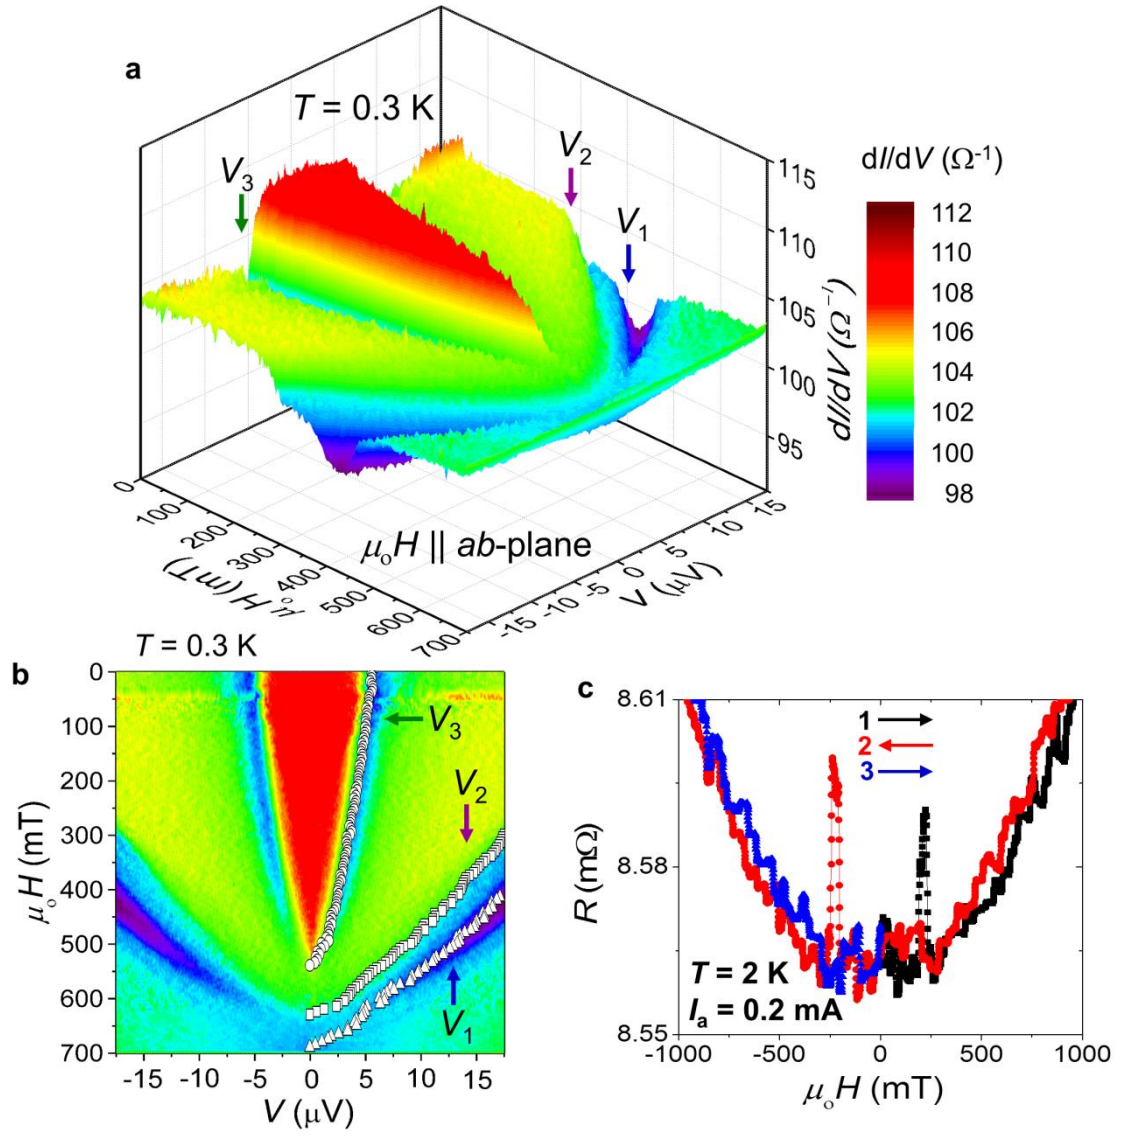 a
T = 0.3 K
V3
V2
V1
dI/dV (Ω-1)
112
110
108
106
104
102
100
98
115
110
105
100
95
dI/dV (Ω-1)
0
100
200
300
400
500
600
700
μoH (mT)
-15
-10
-5
0
5
10
15
V (μV)
μoH || ab-plane
b
T = 0.3 K
0
100
200
300
400
500
600
700
μoH (mT)
V3
V2
V1
-15
-10
-5
0
5
10
15
V (μV)
c
8.61
8.58
8.55
R (mΩ)
1
2
3
T = 2 K
Ia = 0.2 mA
-1000
-500
0
500
1000
μoH (mT)